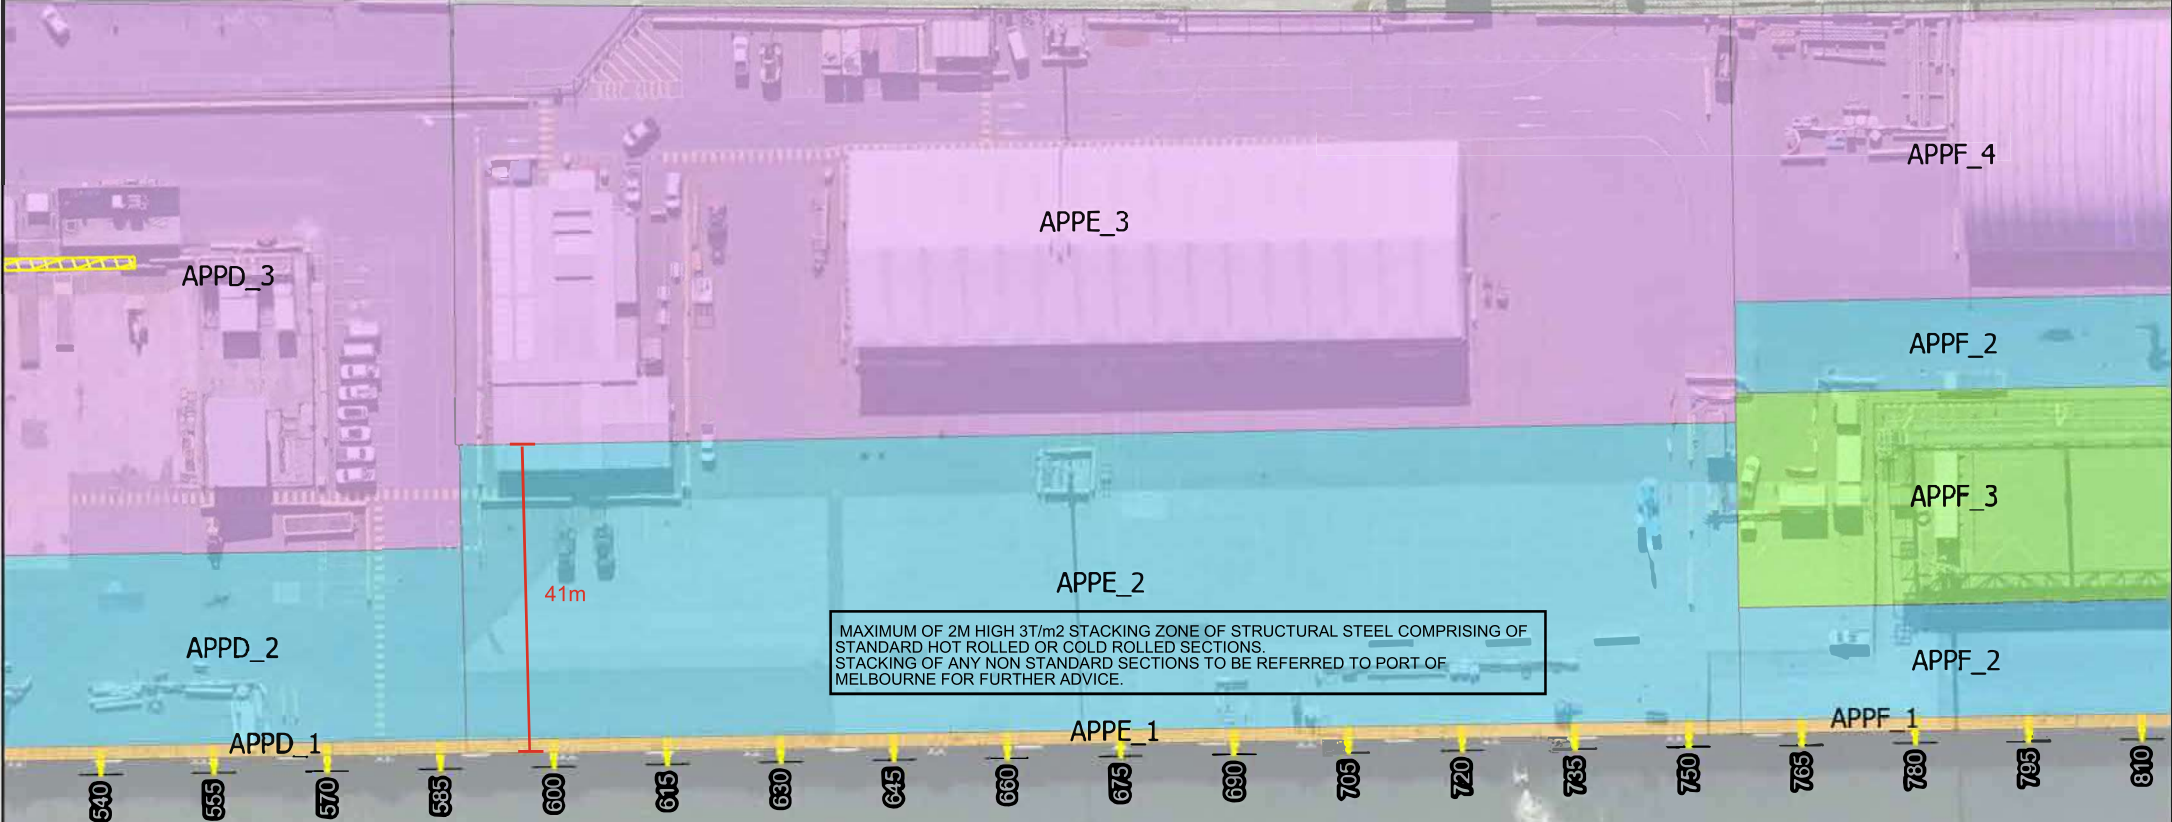 APPF_4
APPE_3
APPD_3
APPF_2
APPF_3
APPE_2
41m
MAXIMUM OF 2M HIGH 3T/m2 STACKING ZONE OF STRUCTURAL STEEL COMPRISING OF
STANDARD HOT ROLLED OR COLD ROLLED SECTIONS.
STACKING OF ANY NON STANDARD SECTIONS TO BE REFERRED TO PORT OF
MELBOURNE FOR FURTHER ADVICE.
APPD_2
APPF_2
APPD_1
APPE_1
APPF_1
540
555
570
585
600
615
630
645
660
675
690
705
720
735
750
765
780
795
810